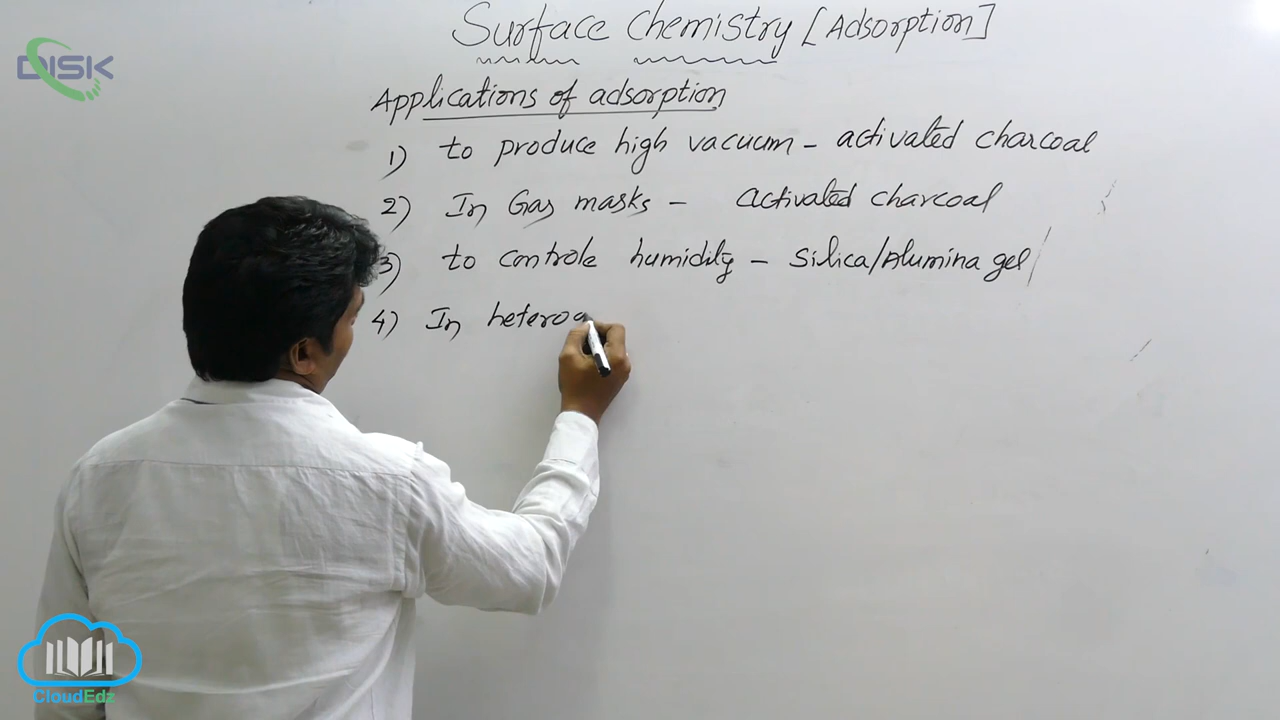 DISK
Surface Chemistry [Adsorption]
Applications of adsorption
1) to produce high vacuum - activated charcoal
2) In Gas masks - activated charcoal
3) to controle humidity - Silica/Alumina gel
4) In heterog
CloudEdz